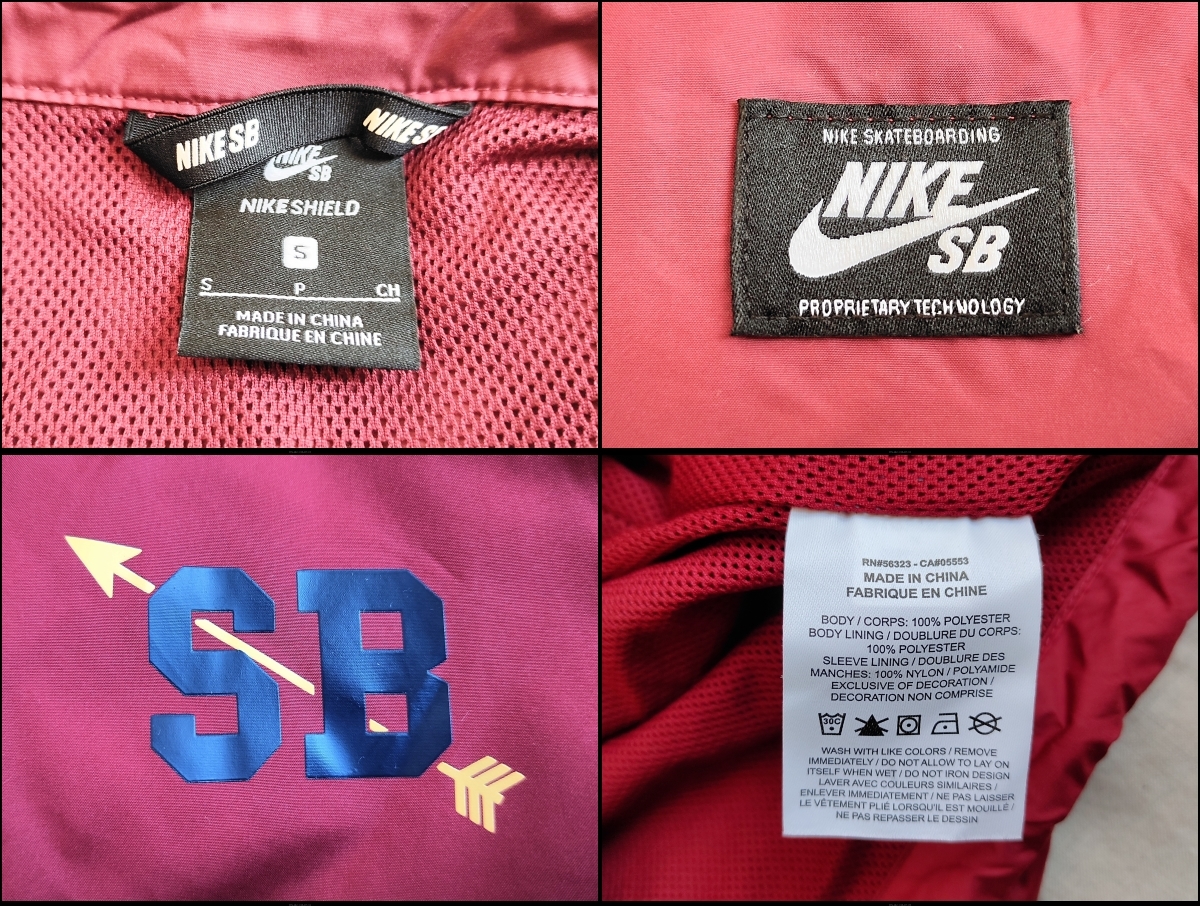 NIKE SB NIKE SB
NIKE
SB
NIKE SHIELD
S
S P CH
MADE IN CHINA
FABRIQUE EN CHINE
NIKE SKATEBOARDING
NIKE
SB
PROPRIETARY TECHNOLOGY
SB
RN#56323 - CA#05553
MADE IN CHINA
FABRIQUE EN CHINE
BODY / CORPS: 100% POLYESTER
BODY LINING / DOUBLURE DU CORPS:
100% POLYESTER
SLEEVE LINING / DOUBLURE DES
MANCHES: 100% NYLON / POLYAMIDE
EXCLUSIVE OF DECORATION /
DECORATION NON COMPRISE
30C
WASH WITH LIKE COLORS / REMOVE
IMMEDIATELY / DO NOT ALLOW TO LAY ON
ITSELF WHEN WET / DO NOT IRON DESIGN
LAVER AVEC COULEURS SIMILAIRES /
ENLEVER IMMEDIATEMENT / NE PAS LAISSER
LE VÊTEMENT PLIÉ LORSQU'IL EST MOUILLÉ /
NE PAS REPASSER LE DESSIN